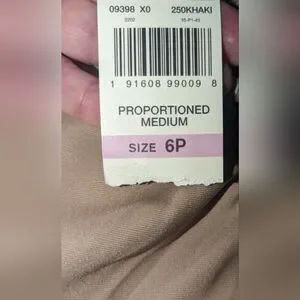 09398 X0 250KHAKI
1 91608 99009 8
PROPORTIONED
MEDIUM
SIZE 6P